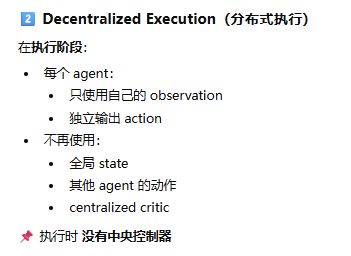 2️⃣ Decentralized Execution（分布式执行）
在执行阶段：
• 每个 agent：
• 只使用自己的 observation
• 独立输出 action
• 不再使用：
• 全局 state
• 其他 agent 的动作
• centralized critic
📌 执行时 没有中央控制器